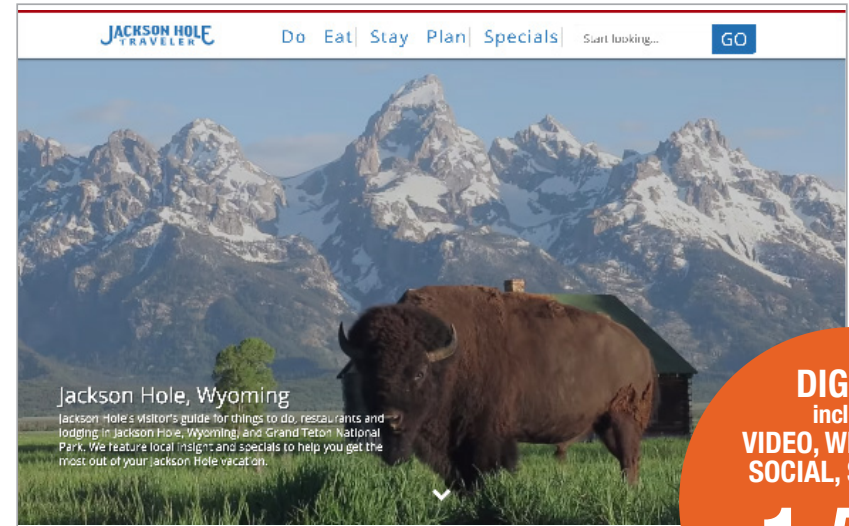 JACKSON HOLE
TRAVELER
Do Eat Stay Plan Specials Start looking... GO
Jackson Hole, Wyoming
Jackson Hole's visitor's guide for things to do, restaurants and
lodging in Jackson Hole, Wyoming, and Grand Teton National
Park. We feature local insight and specials to help you get the
most out of your Jackson Hole vacation.
DIG
incl
VIDEO, W
SOCIAL,